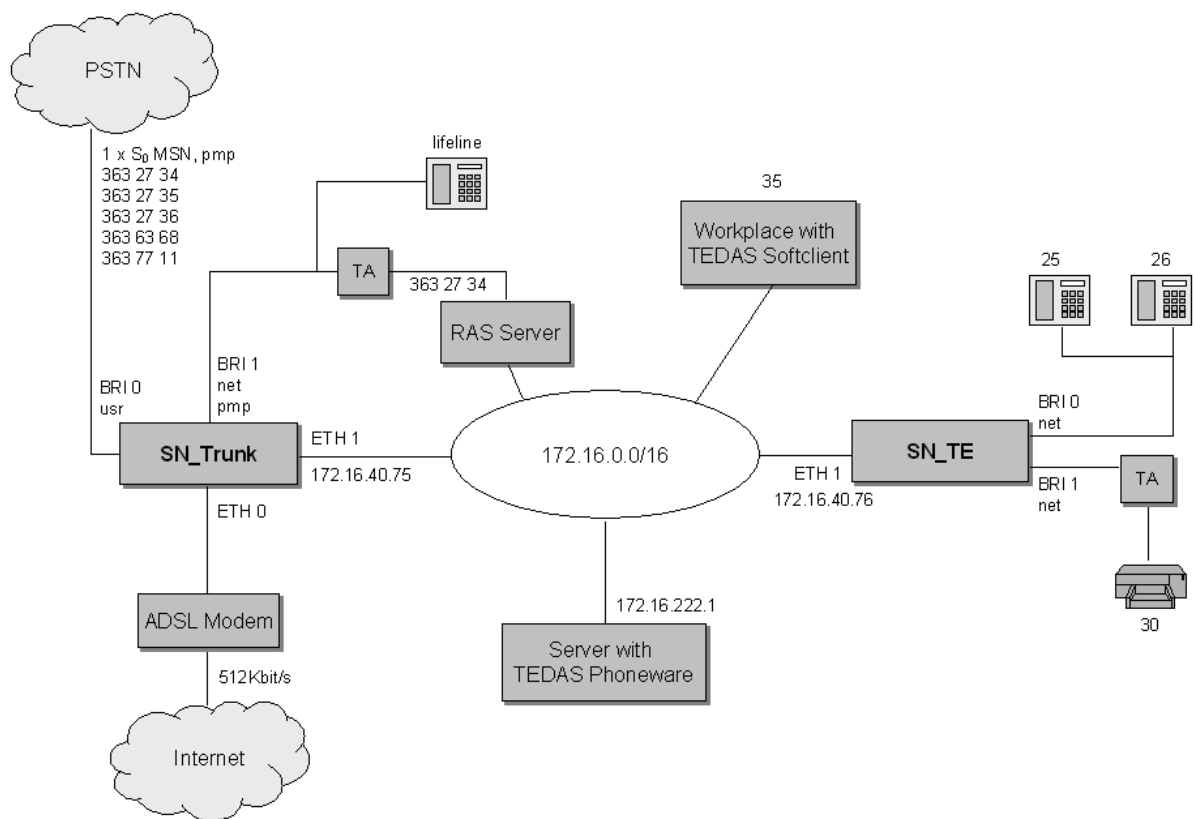 PSTN
1 x S₀ MSN, pmp
363 27 34
363 27 35
363 27 36
363 63 68
363 77 11
lifeline
TA
363 27 34
RAS Server
35
Workplace with
TEDAS Softclient
25
26
BRI 0
usr
BRI 1
net
pmp
SN_Trunk
ETH 1
172.16.40.75
172.16.0.0/16
ETH 1
172.16.40.76
SN_TE
BRI 0
net
BRI 1
net
TA
30
ETH 0
ADSL Modem
512Kbit/s
Internet
172.16.222.1
Server with
TEDAS Phoneware